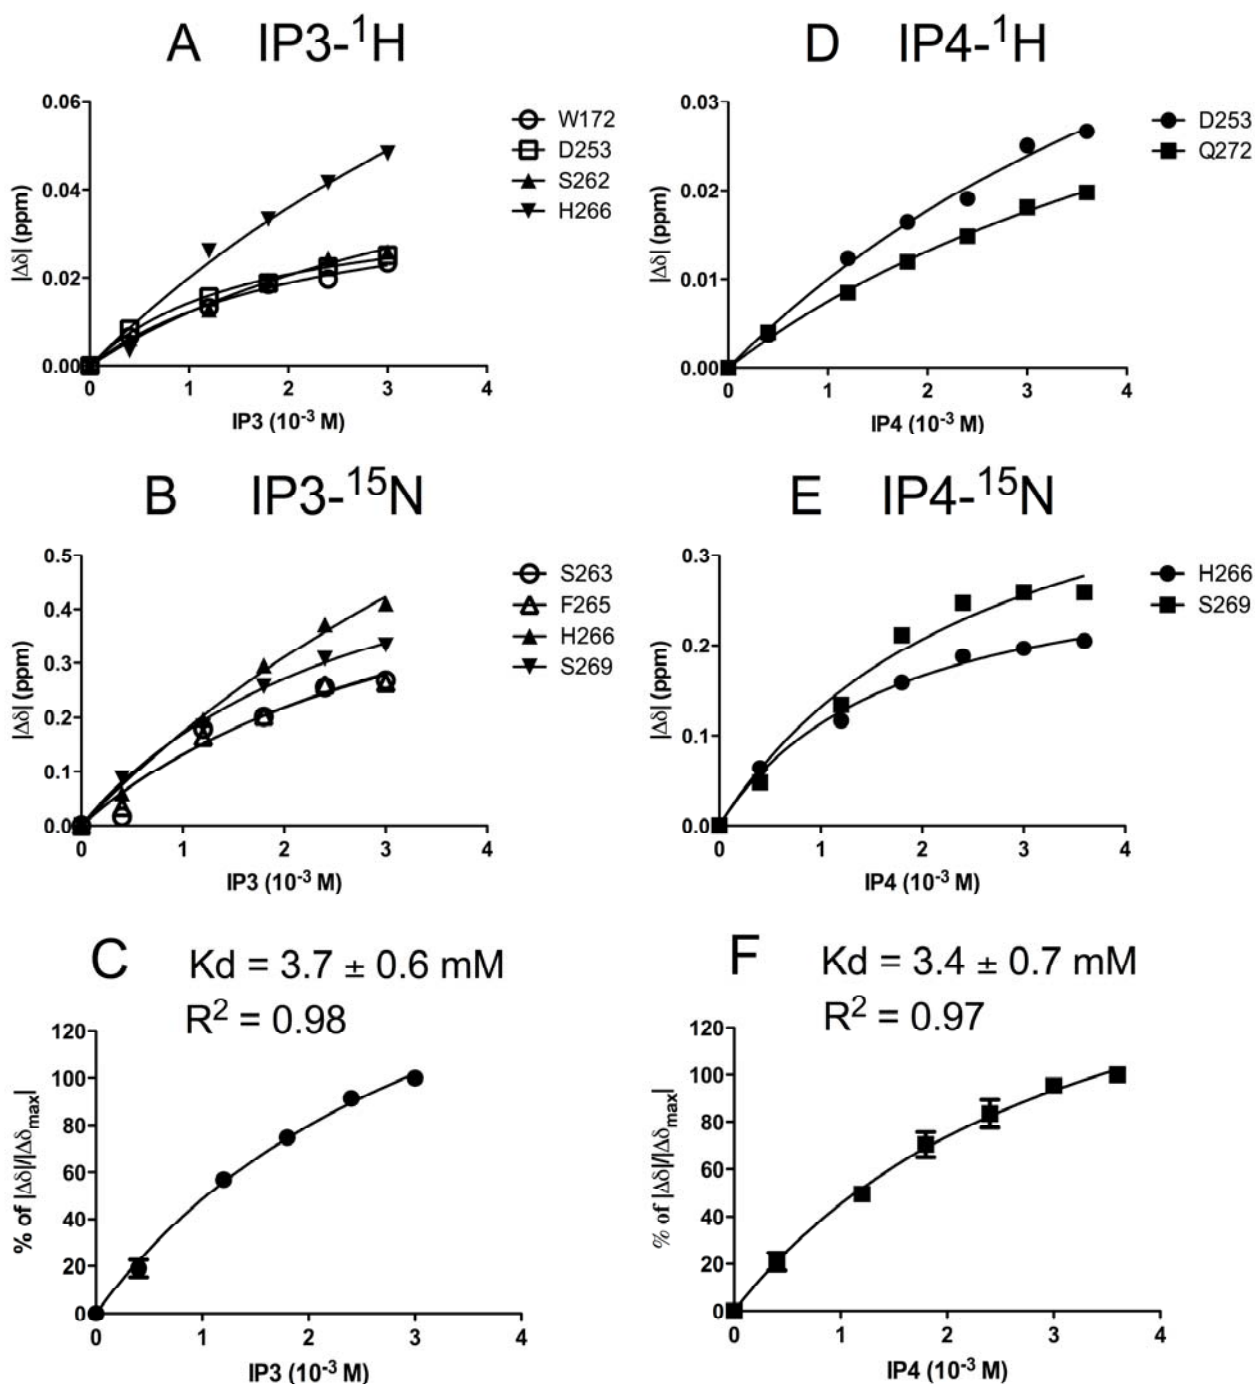 A IP3-¹H
0.06
0.04
0.02
0.00
|Δδ| (ppm)
0 1 2 3 4
IP3 (10⁻³ M)
W172
D253
S262
H266
D IP4-¹H
0.03
0.02
0.01
0.00
|Δδ| (ppm)
0 1 2 3 4
IP4 (10⁻³ M)
D253
Q272
B IP3-¹⁵N
0.5
0.4
0.3
0.2
0.1
0.0
|Δδ| (ppm)
0 1 2 3 4
IP3 (10⁻³ M)
S263
F265
H266
S269
E IP4-¹⁵N
0.3
0.2
0.1
0.0
|Δδ| (ppm)
0 1 2 3 4
IP4 (10⁻³ M)
H266
S269
C Kd = 3.7 ± 0.6 mM
R² = 0.98
120
100
80
60
40
20
0
% of |Δδ|/|Δδmax|
0 1 2 3 4
IP3 (10⁻³ M)
F Kd = 3.4 ± 0.7 mM
R² = 0.97
120
100
80
60
40
20
0
% of |Δδ|/|Δδmax|
0 1 2 3 4
IP4 (10⁻³ M)